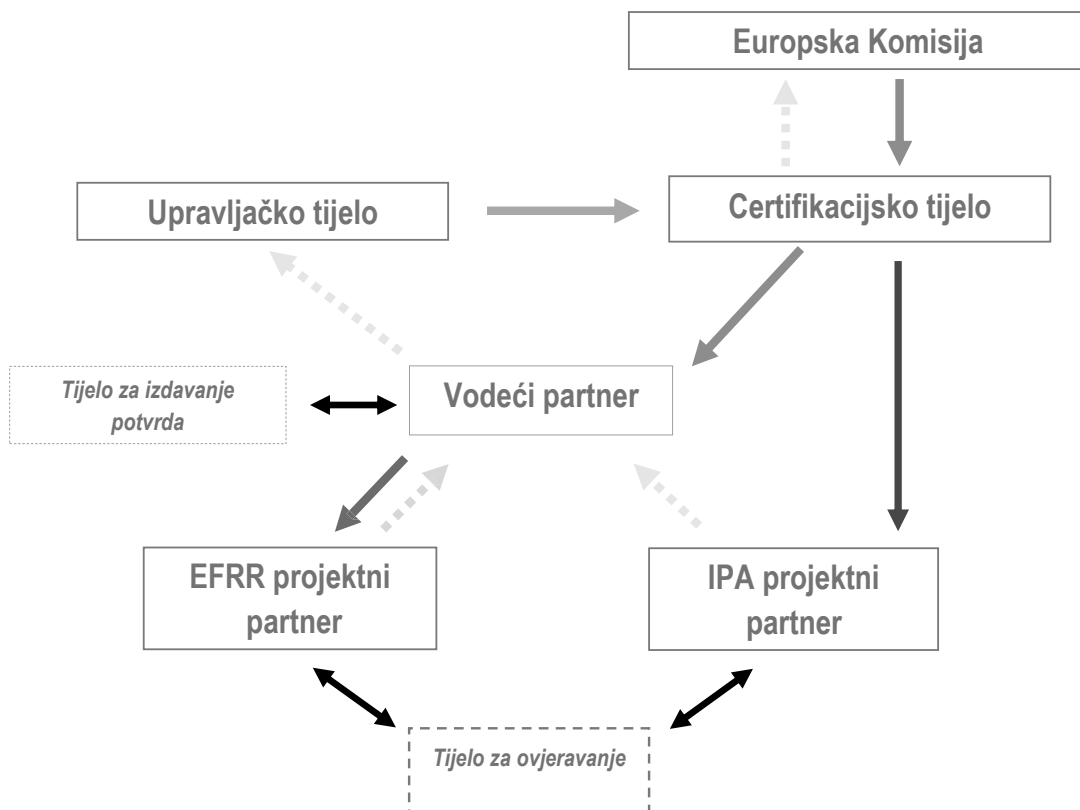 Europska Komisija
Upravljačko tijelo
Certifikacijsko tijelo
Tijelo za izdavanje
potvrda
Vodeći partner
EFRR projektni
partner
IPA projektni
partner
Tijelo za ovjeravanje